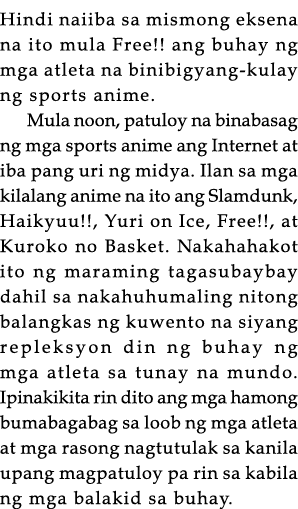 Hindi naiiba sa mismong eksena
na ito mula Free!! ang buhay ng
mga atleta na binibigyang-kulay
ng sports anime.
Mula noon, patuloy na binabasag
ng mga sports anime ang Internet at
iba pang uri ng midya. Ilan sa mga
kilalang anime na ito ang Slamdunk,
Haikyuu!!, Yuri on Ice, Free!!, at
Kuroko no Basket. Nakahahakot
ito ng maraming tagasubaybay
dahil sa nakahuhumaling nitong
balangkas ng kuwento na siyang
repleksyon din ng buhay ng
mga atleta sa tunay na mundo.
Ipinakikita rin dito ang mga hamong
bumabagabag sa loob ng mga atleta
at mga rasong nagtutulak sa kanila
upang magpatuloy pa rin sa kabila
ng mga balakid sa buhay.